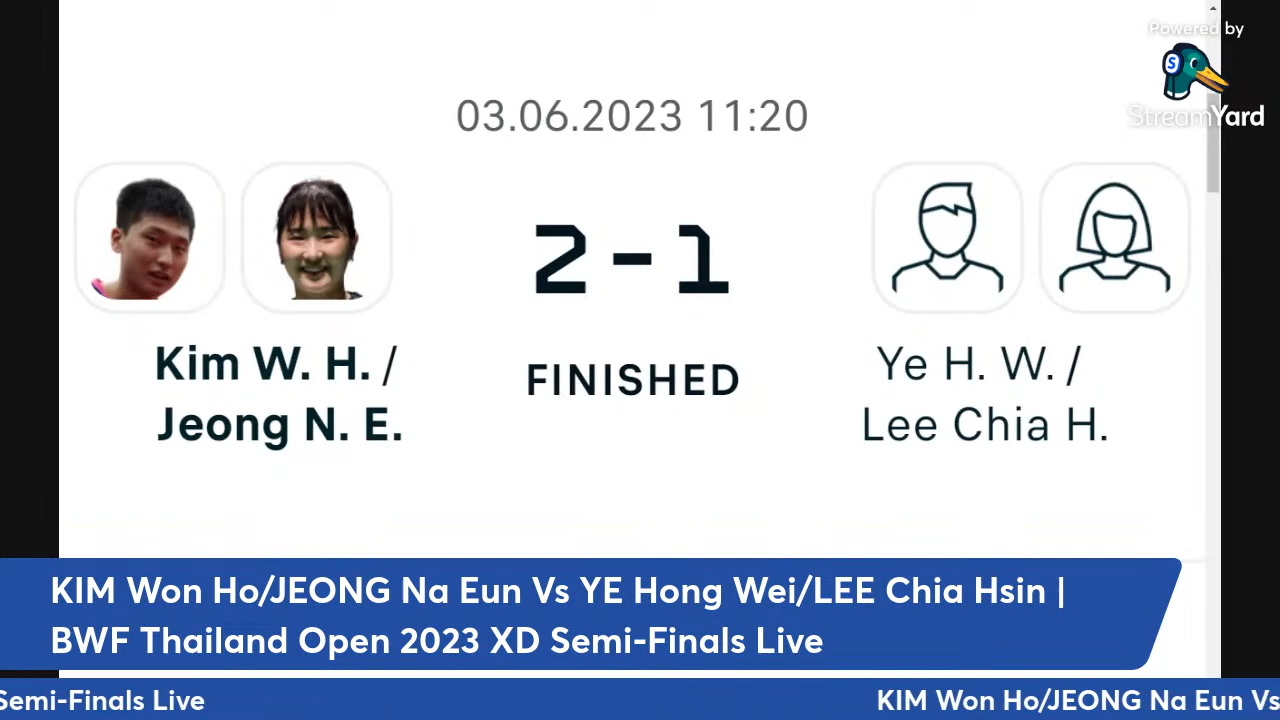 Powered by
StreamYard
03.06.2023 11:20
2 - 1
FINISHED
Kim W. H. /
Jeong N. E.
Ye H. W. /
Lee Chia H.
KIM Won Ho/JEONG Na Eun Vs YE Hong Wei/LEE Chia Hsin |
BWF Thailand Open 2023 XD Semi-Finals Live
Semi-Finals Live
KIM Won Ho/JEONG Na Eun Vs